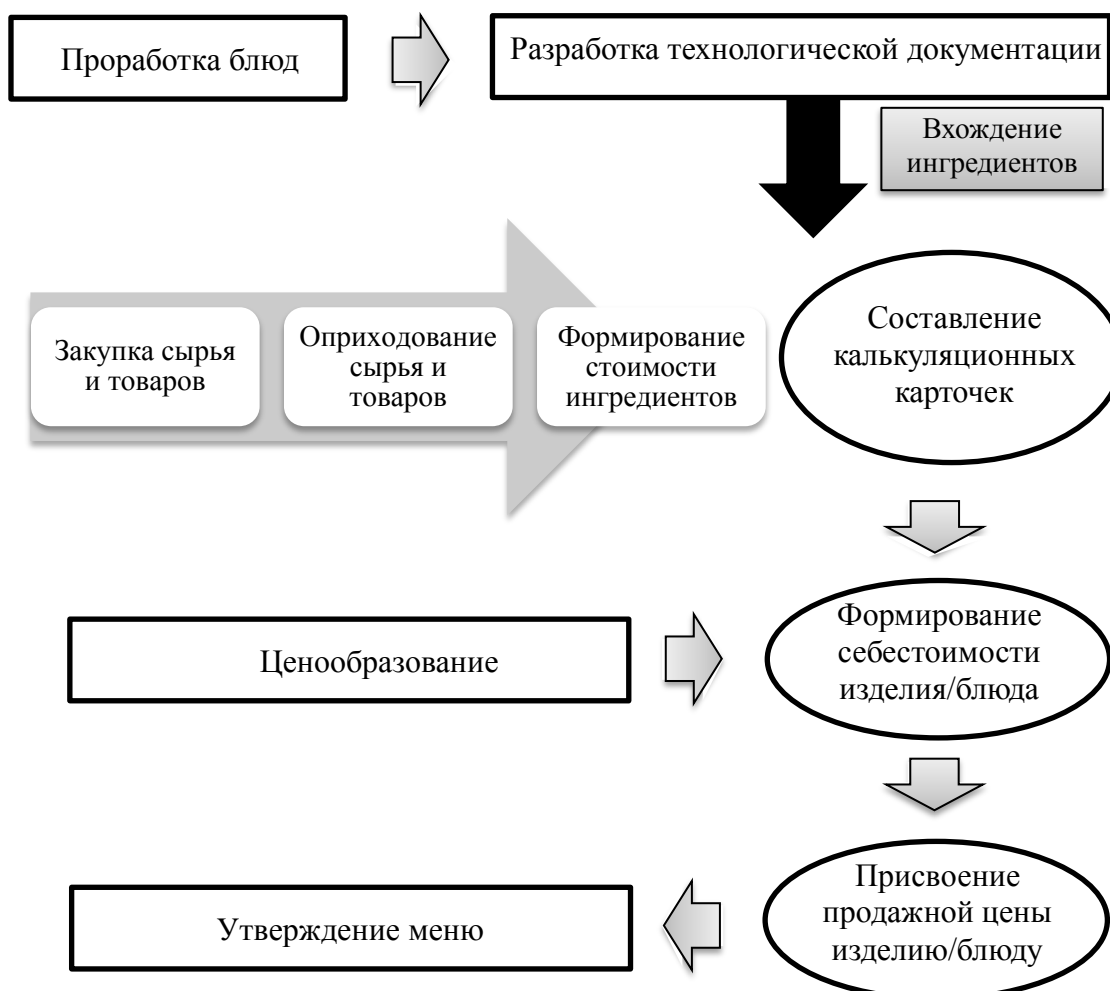 Проработка блюд
Разработка технологической документации
Вхождение
ингредиентов
Закупка сырья
и товаров
Оприходование
сырья и
товаров
Формирование
стоимости
ингредиентов
Составление
калькуляционных
карточек
Ценообразование
Формирование
себестоимости
изделия/блюда
Утверждение меню
Присвоение
продажной цены
изделию/блюду